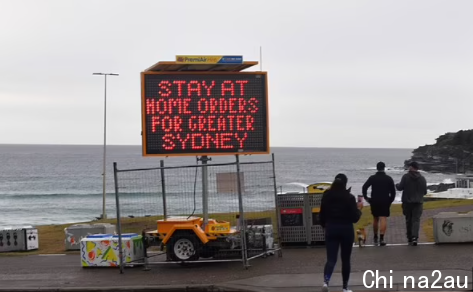 STAY AT
HOME ORDERS
FOR GREATER
SYDNEY
Chi na2au